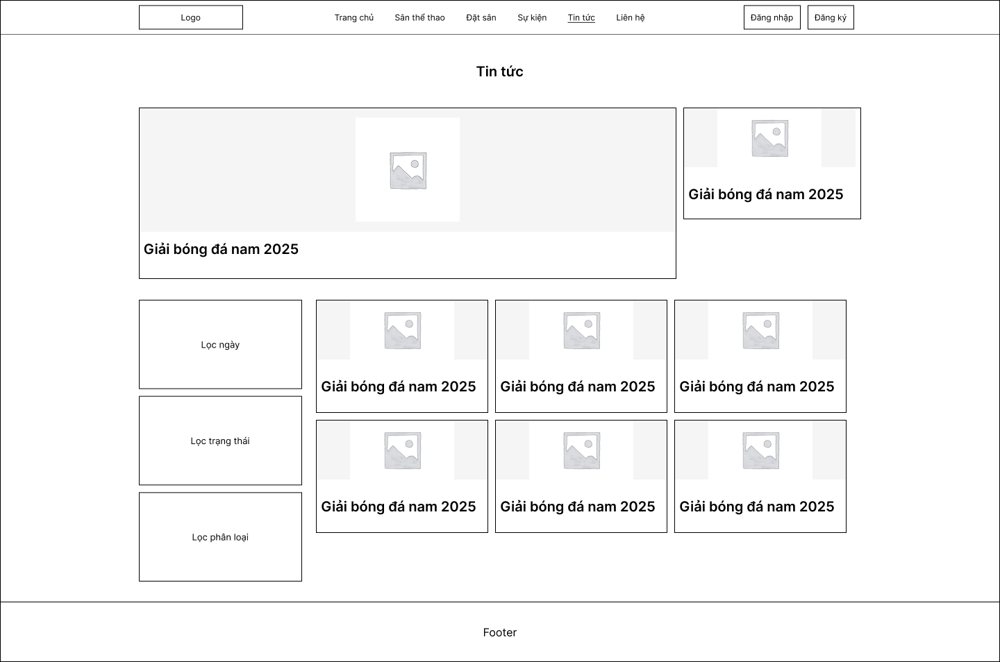 Logo
Trang chủ
Sân thể thao
Đặt sân
Sự kiện
Tin tức
Liên hệ
Đăng nhập
Đăng ký
Tin tức
Giải bóng đá nam 2025
Giải bóng đá nam 2025
Lọc ngày
Lọc trạng thái
Lọc phân loại
Giải bóng đá nam 2025
Giải bóng đá nam 2025
Giải bóng đá nam 2025
Giải bóng đá nam 2025
Giải bóng đá nam 2025
Giải bóng đá nam 2025
Footer